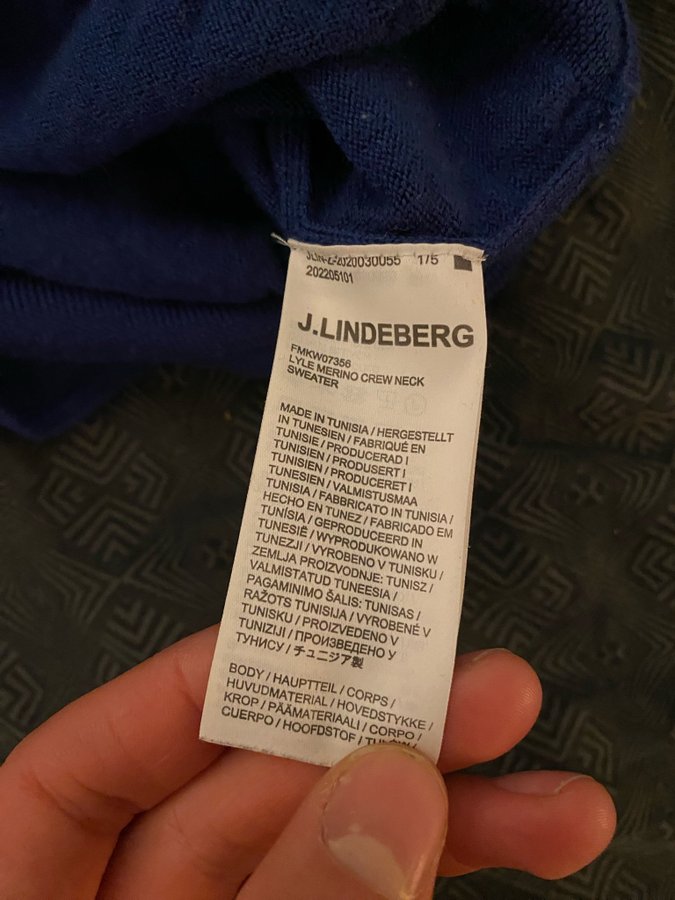 JLIN-Z-2020030055 1/5
202205101
J.LINDEBERG
FMKW07356
LYLE MERINO CREW NECK
SWEATER
MADE IN TUNISIA / HERGESTELLT
IN TUNESIEN / FABRIQUÉ EN
TUNISIE / PRODUCERAD I
TUNISIEN / PRODUSERT I
TUNISIEN / PRODUCERET I
TUNESIEN / VALMISTUSMAA
TUNISIA / FABBRICATO IN TUNISIA /
HECHO EN TUNEZ / FABRICADO EM
TUNÍSIA / GEPRODUCEERD IN
TUNESIË / WYPRODUKOWANO W
TUNEZJI / VYROBENO V TUNISKU /
ZEMLJA PROIZVODNJE: TUNISZ /
VALMISTATUD TUNEESIA /
PAGAMINIMO ŠALIS: TUNISAS /
RAŽOTS TUNISIJA / VYROBENÉ V
TUNISKU / PROIZVEDENO V
TUNIZIJI / ПРОИЗВЕДЕНО У
ТУНИСУ / チュニジア製
BODY / HAUPTTEIL / CORPS /
HUVUDMATERIAL / HOVEDSTYKKE /
KROP / PÄÄMATERIAALI / CORPO /
CUERPO / HOOFDSTOF /